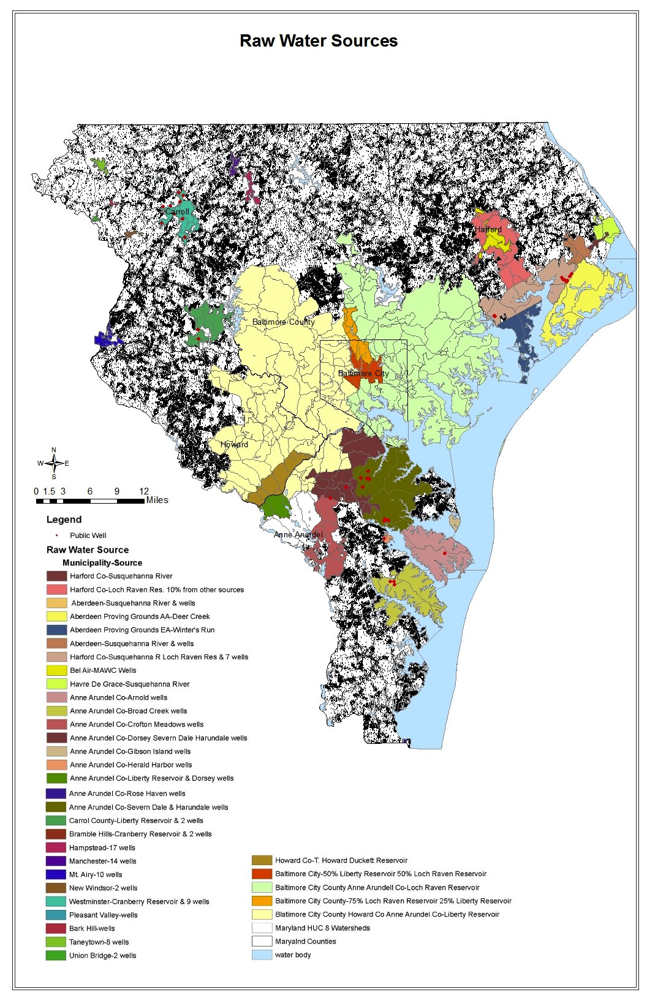 Raw Water Sources
Carroll
Harford
Baltimore County
Baltimore City
Howard
Anne Arundel
N
W E
S
0 1.5 3 6 9 12
Miles
Legend
Public Well
Raw Water Source
Municipality-Source
Harford Co-Susquehanna River
Harford Co-Loch Raven Res. 10% from other sources
Aberdeen-Susquehanna River & wells
Aberdeen Proving Grounds AA-Deer Creek
Aberdeen Proving Grounds EA-Winter's Run
Aberdeen-Susquehanna River & wells
Harford Co-Susquehanna R Loch Raven Res & 7 wells
Bel Air-MAWC Wells
Havre De Grace-Susquehanna River
Anne Arundel Co-Arnold wells
Anne Arundel Co-Broad Creek wells
Anne Arundel Co-Crofton Meadows wells
Anne Arundel Co-Dorsey Severn Dale Harundale wells
Anne Arundel Co-Gibson Island wells
Anne Arundel Co-Herald Harbor wells
Anne Arundel Co-Liberty Reservoir & Dorsey wells
Anne Arundel Co-Rose Haven wells
Anne Arundel Co-Severn Dale & Harundale wells
Carrol County-Liberty Reservoir & 2 wells
Bramble Hills-Cranberry Reservoir & 2 wells
Hampstead-17 wells
Manchester-14 wells
Mt. Airy-10 wells
New Windsor-2 wells
Westminster-Cranberry Reservoir & 9 wells
Pleasant Valley-wells
Bark Hill-wells
Taneytown-8 wells
Union Bridge-2 wells
Howard Co-T. Howard Duckett Reservoir
Baltimore City-50% Liberty Reservoir 50% Loch Raven Reservoir
Baltimore City County Anne Arundell Co-Loch Raven Reservoir
Baltimore City County-75% Loch Raven Reservoir 25% Liberty Reservoir
Blatimore City County Howard Co Anne Arundel Co-Liberty Reservoir
Maryland HUC 8 Watersheds
Maryalnd Counties
water body